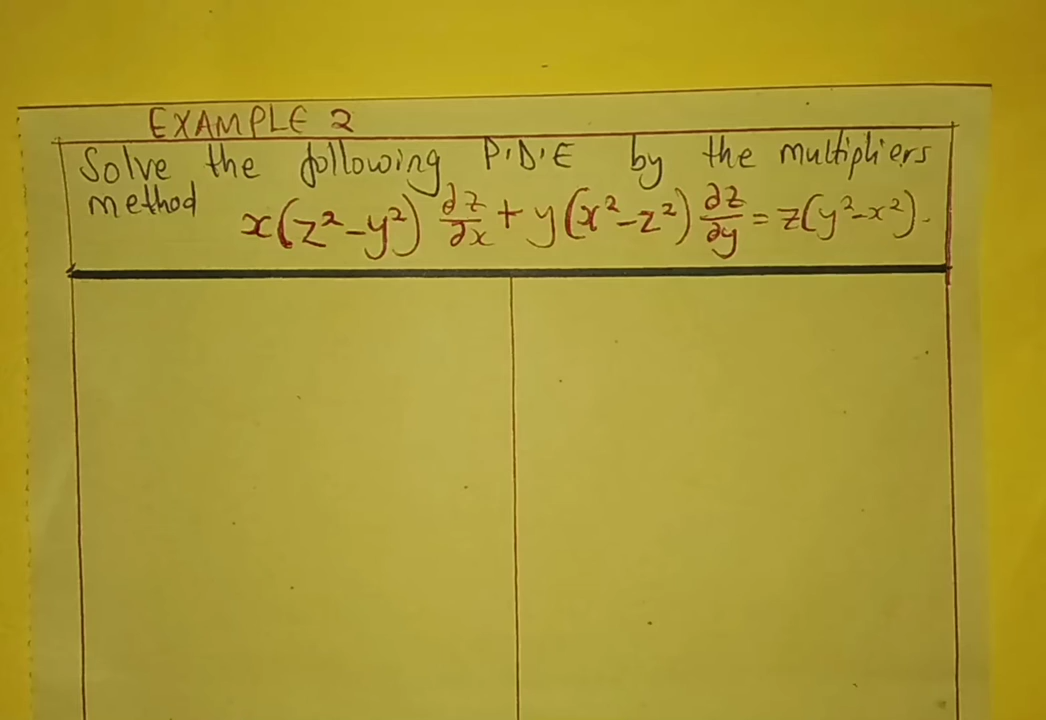 EXAMPLE 2
Solve the following P.D.E by the multipliers
method x(z²-y²) ∂z/∂x + y(x²-z²) ∂z/∂y = z(y²-x²).